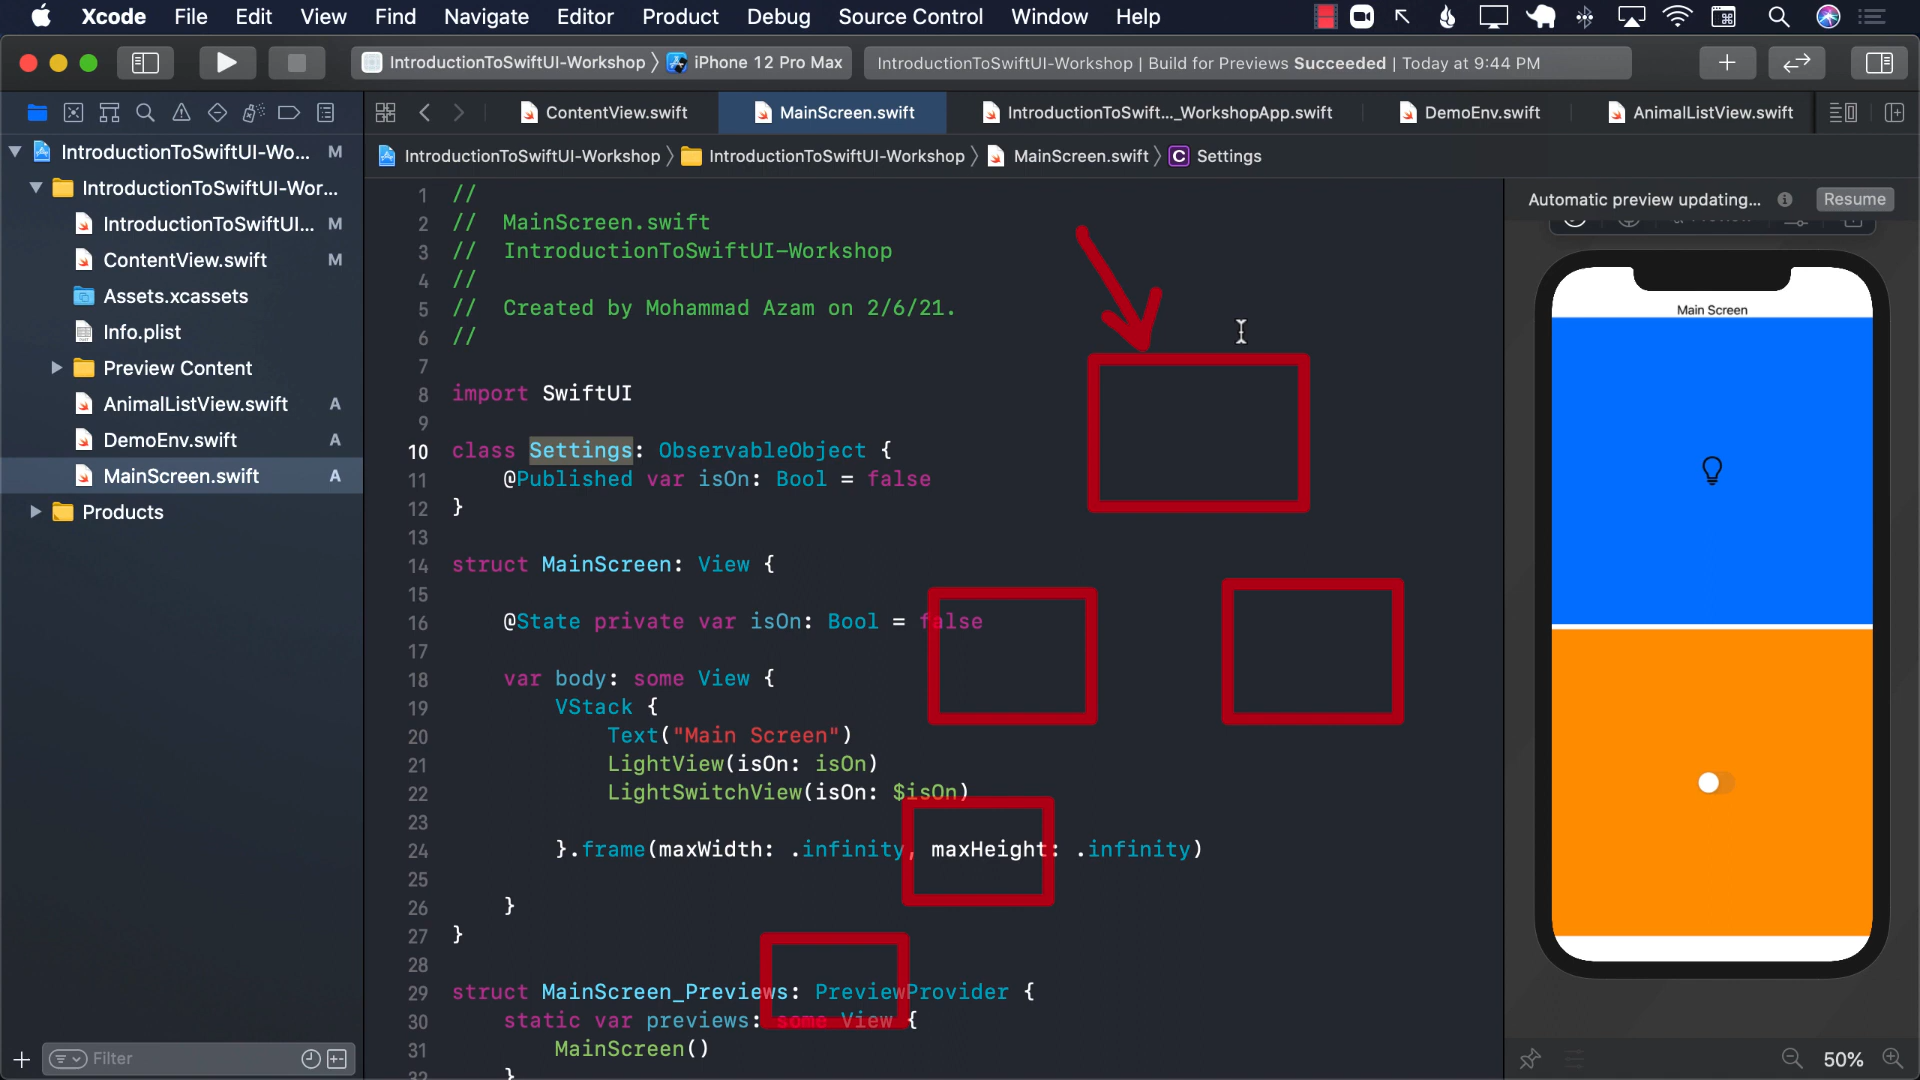 Xcode File Edit View Find Navigate Editor Product Debug Source Control Window Help
IntroductionToSwiftUI-Workshop iPhone 12 Pro Max IntroductionToSwiftUI-Workshop | Build for Previews Succeeded | Today at 9:44 PM
ContentView.swift MainScreen.swift IntroductionToSwift..._WorkshopApp.swift DemoEnv.swift AnimalListView.swift
IntroductionToSwiftUI-Workshop IntroductionToSwiftUI-Workshop MainScreen.swift C Settings
IntroductionToSwiftUI-Wo... M
IntroductionToSwiftUI-Wor...
IntroductionToSwiftUI... M
ContentView.swift M
Assets.xcassets
Info.plist
Preview Content
AnimalListView.swift A
DemoEnv.swift A
MainScreen.swift A
Products
Filter
1 //
2 // MainScreen.swift
3 // IntroductionToSwiftUI-Workshop
4 //
5 // Created by Mohammad Azam on 2/6/21.
6 //
7
8 import SwiftUI
9
10 class Settings: ObservableObject {
11 @Published var isOn: Bool = false
12 }
13
14 struct MainScreen: View {
15
16 @State private var isOn: Bool = false
17
18 var body: some View {
19 VStack {
20 Text("Main Screen")
21 LightView(isOn: isOn)
22 LightSwitchView(isOn: $isOn)
23
24 }.frame(maxWidth: .infinity, maxHeight: .infinity)
25
26 }
27 }
28
29 struct MainScreen_Previews: PreviewProvider {
30 static var previews: some View {
31 MainScreen()
32 }
Automatic preview updating... Resume
Main Screen
50%